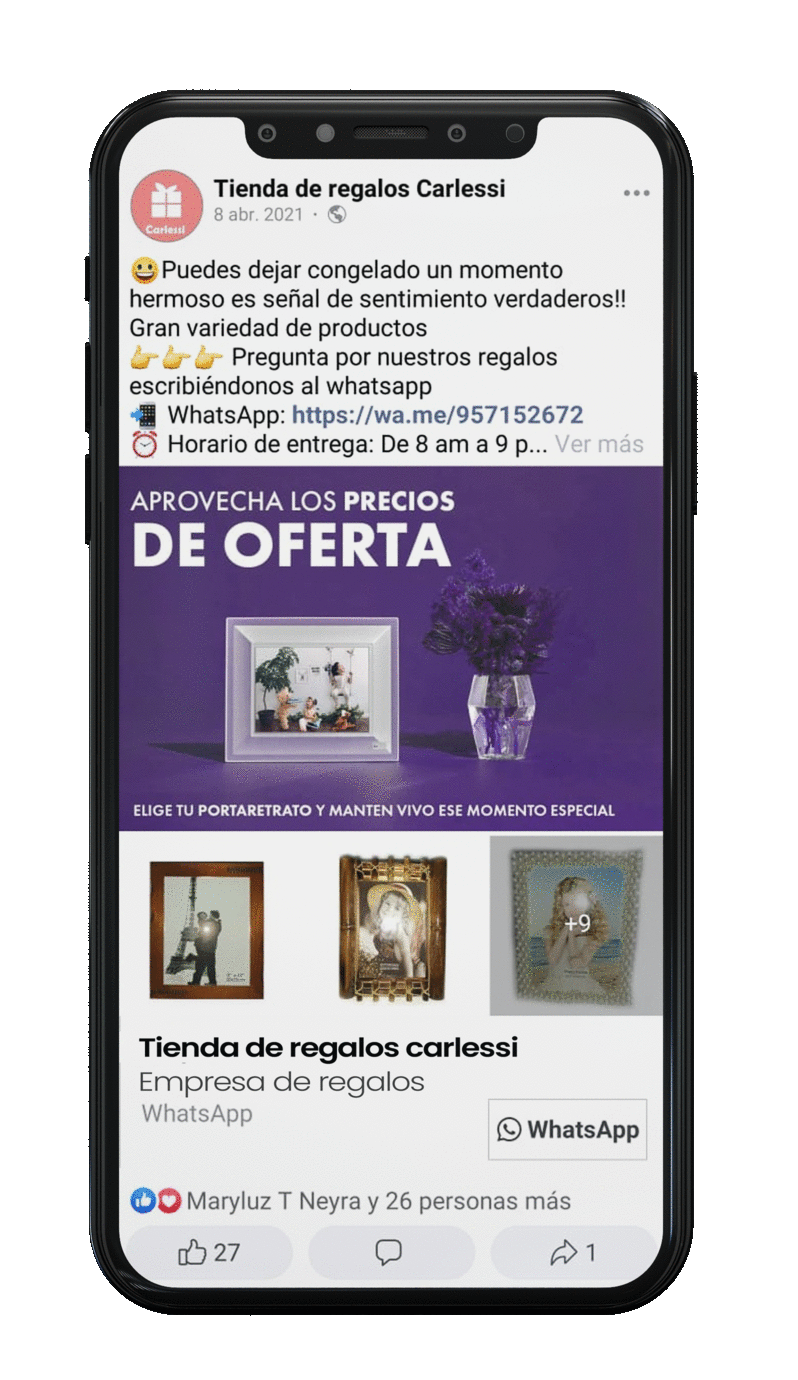 Tienda de regalos Carlessi
8 abr. 2021 ·
Carlessi
Puedes dejar congelado un momento
hermoso es señal de sentimiento verdaderos!!
Gran variedad de productos
Pregunta por nuestros regalos
escribiéndonos al whatsapp
WhatsApp: https://wa.me/957152672
Horario de entrega: De 8 am a 9 p... Ver más
APROVECHA LOS PRECIOS
DE OFERTA
ELIGE TU PORTARETRATO Y MANTEN VIVO ESE MOMENTO ESPECIAL
+9
Tienda de regalos carlessi
Empresa de regalos
WhatsApp
WhatsApp
Maryluz T Neyra y 26 personas más
27
1